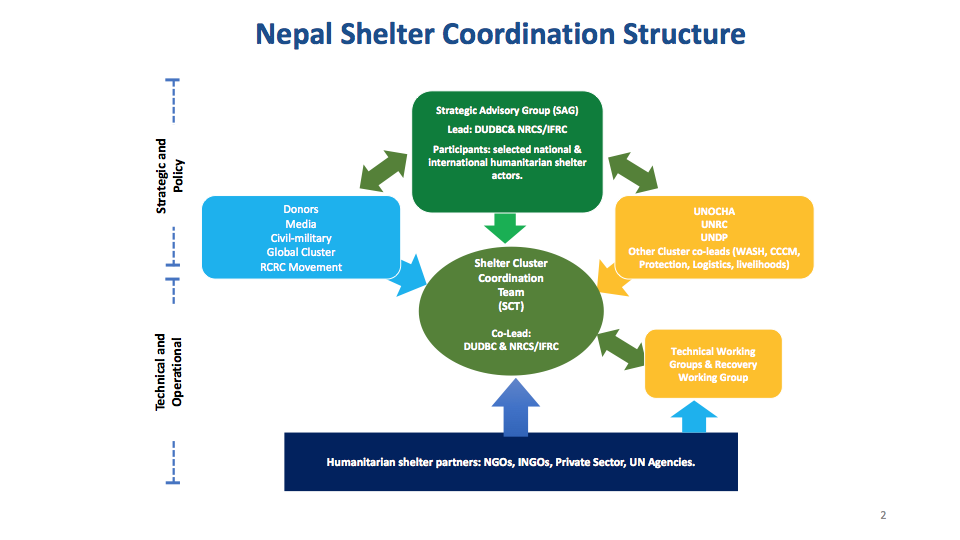 Nepal Shelter Coordination Structure
Strategic and
Policy
Strategic Advisory Group (SAG)
Lead: DUDBC& NRCS/IFRC
Participants: selected national &
international humanitarian shelter
actors.
Donors
Media
Civil-military
Global Cluster
RCRC Movement
UNOCHA
UNRC
UNDP
Other Cluster co-leads (WASH, CCCM,
Protection, Logistics, livelihoods)
Shelter Cluster
Coordination
Team
(SCT)
Co-Lead:
DUDBC & NRCS/IFRC
Technical and
Operational
Technical Working
Groups & Recovery
Working Group
Humanitarian shelter partners: NGOs, INGOs, Private Sector, UN Agencies.
2